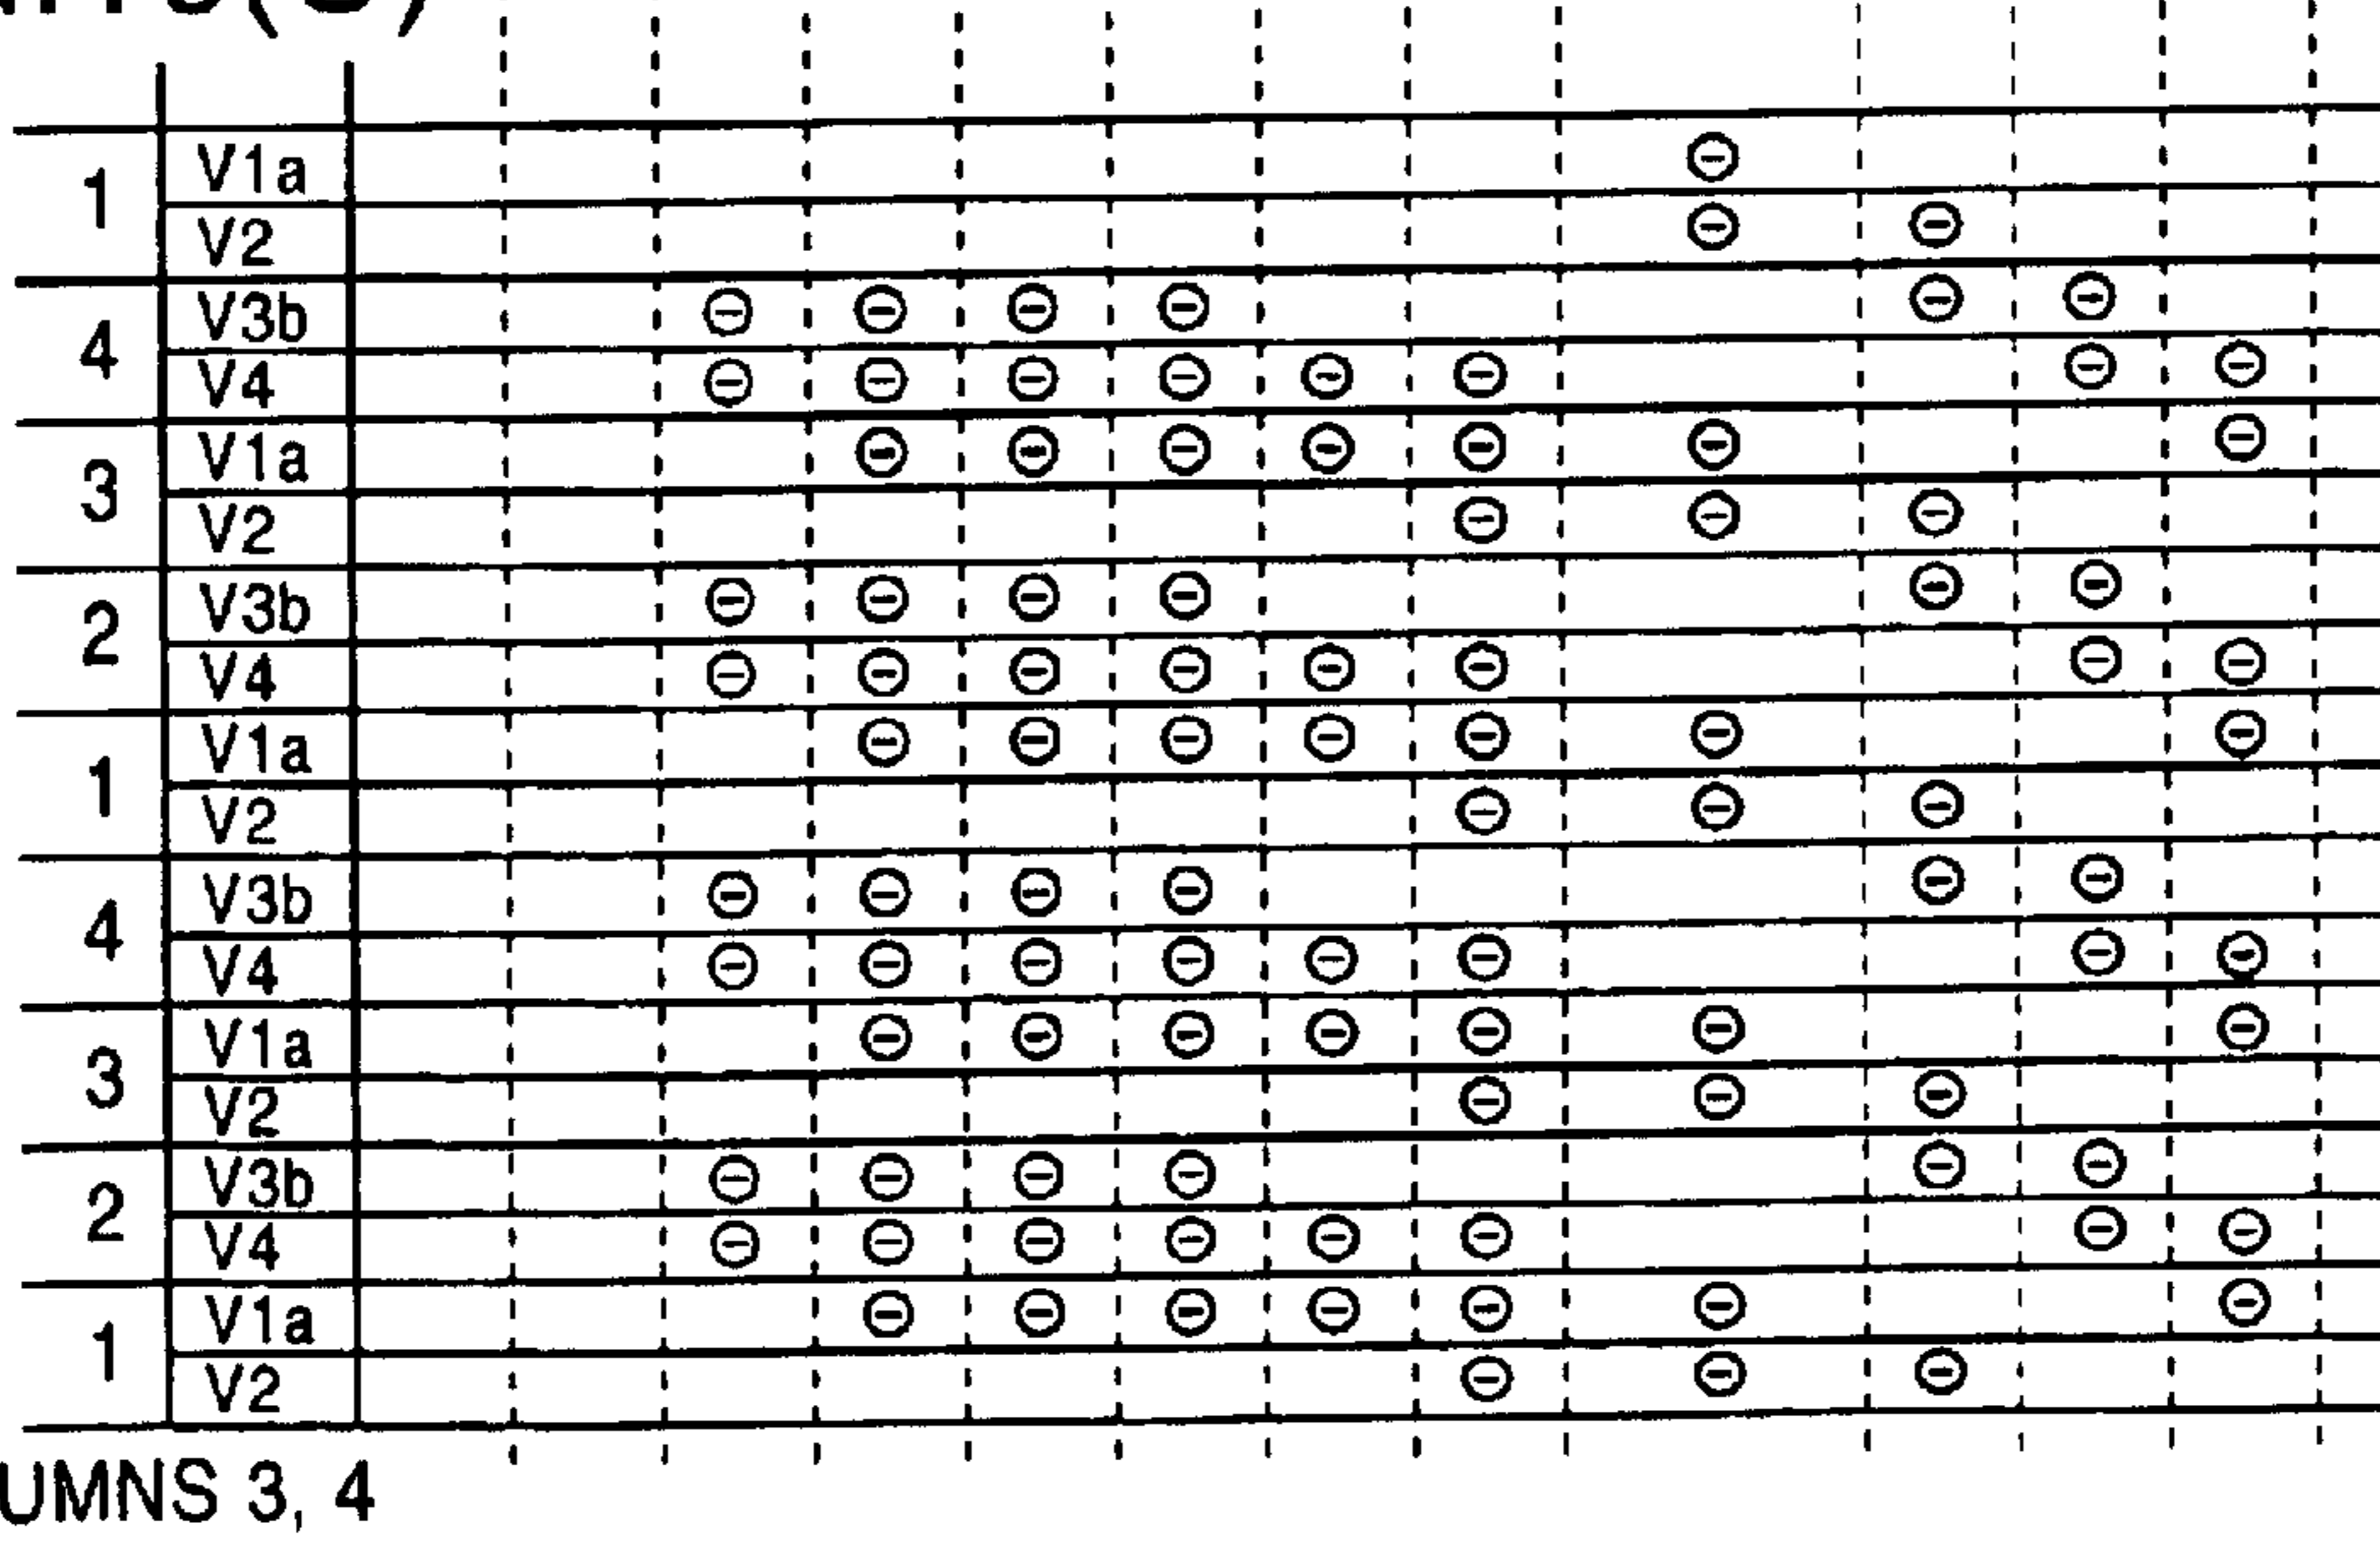 1 V1a ⊖
V2 ⊖ ⊖
4 V3b ⊖ ⊖ ⊖ ⊖ ⊖ ⊖
V4 ⊖ ⊖ ⊖ ⊖ ⊖ ⊖ ⊖ ⊖
3 V1a ⊖ ⊖ ⊖ ⊖ ⊖ ⊖ ⊖
V2 ⊖ ⊖ ⊖
2 V3b ⊖ ⊖ ⊖ ⊖ ⊖ ⊖
V4 ⊖ ⊖ ⊖ ⊖ ⊖ ⊖ ⊖ ⊖
1 V1a ⊖ ⊖ ⊖ ⊖ ⊖ ⊖ ⊖
V2 ⊖ ⊖ ⊖
4 V3b ⊖ ⊖ ⊖ ⊖ ⊖ ⊖
V4 ⊖ ⊖ ⊖ ⊖ ⊖ ⊖ ⊖ ⊖
3 V1a ⊖ ⊖ ⊖ ⊖ ⊖ ⊖ ⊖
V2 ⊖ ⊖ ⊖
2 V3b ⊖ ⊖ ⊖ ⊖ ⊖ ⊖
V4 ⊖ ⊖ ⊖ ⊖ ⊖ ⊖ ⊖ ⊖
1 V1a ⊖ ⊖ ⊖ ⊖ ⊖ ⊖ ⊖
V2 ⊖ ⊖ ⊖
UMNS 3, 4